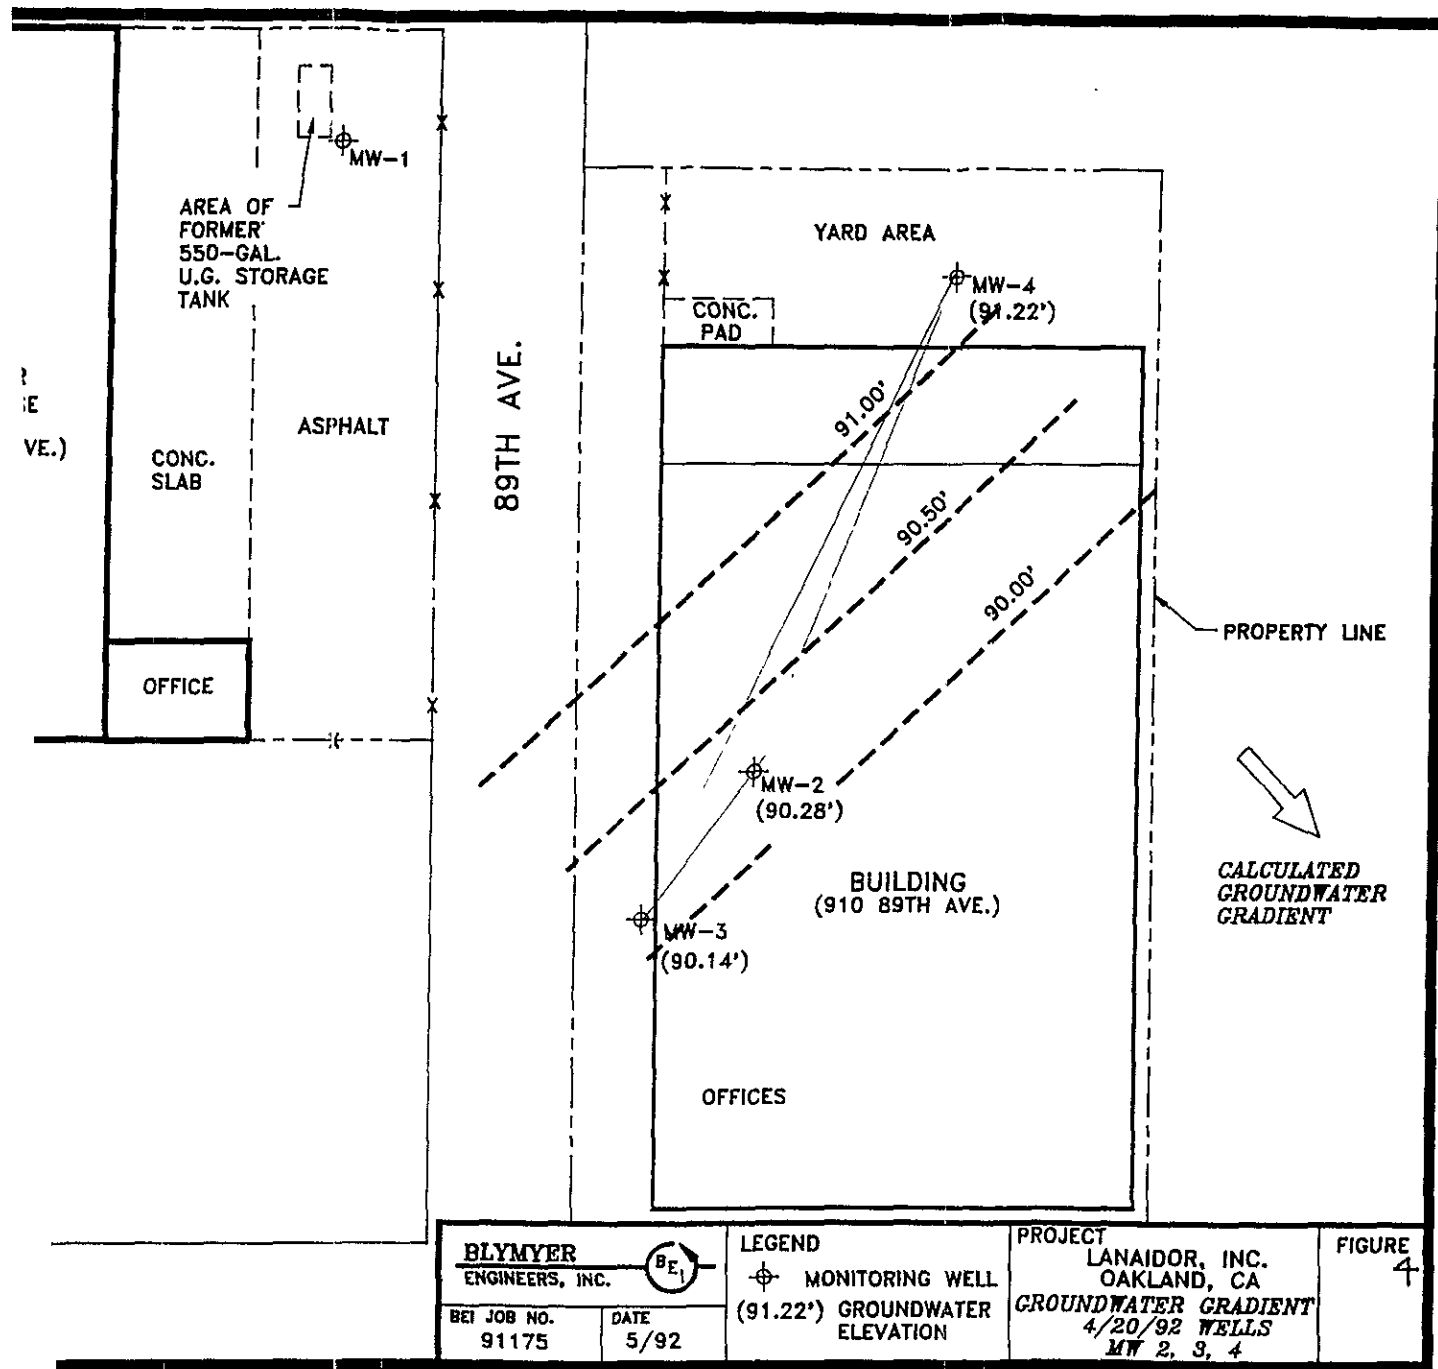 MW-1
AREA OF
FORMER
550-GAL.
U.G. STORAGE
TANK
YARD AREA
MW-4
(91.22')
CONC.
PAD
89TH AVE.
91.00'
ASPHALT
VE.)
CONC.
SLAB
90.50'
90.00'
PROPERTY LINE
OFFICE
MW-2
(90.28')
BUILDING
(910 89TH AVE.)
CALCULATED
GROUNDWATER
GRADIENT
MW-3
(90.14')
OFFICES
BLYMYER
ENGINEERS, INC.
BEI
BEI JOB NO.
91175
DATE
5/92
LEGEND
MONITORING WELL
(91.22') GROUNDWATER
ELEVATION
PROJECT
LANAIDOR, INC.
OAKLAND, CA
GROUNDWATER GRADIENT
4/20/92 WELLS
MW 2, 3, 4
FIGURE
4